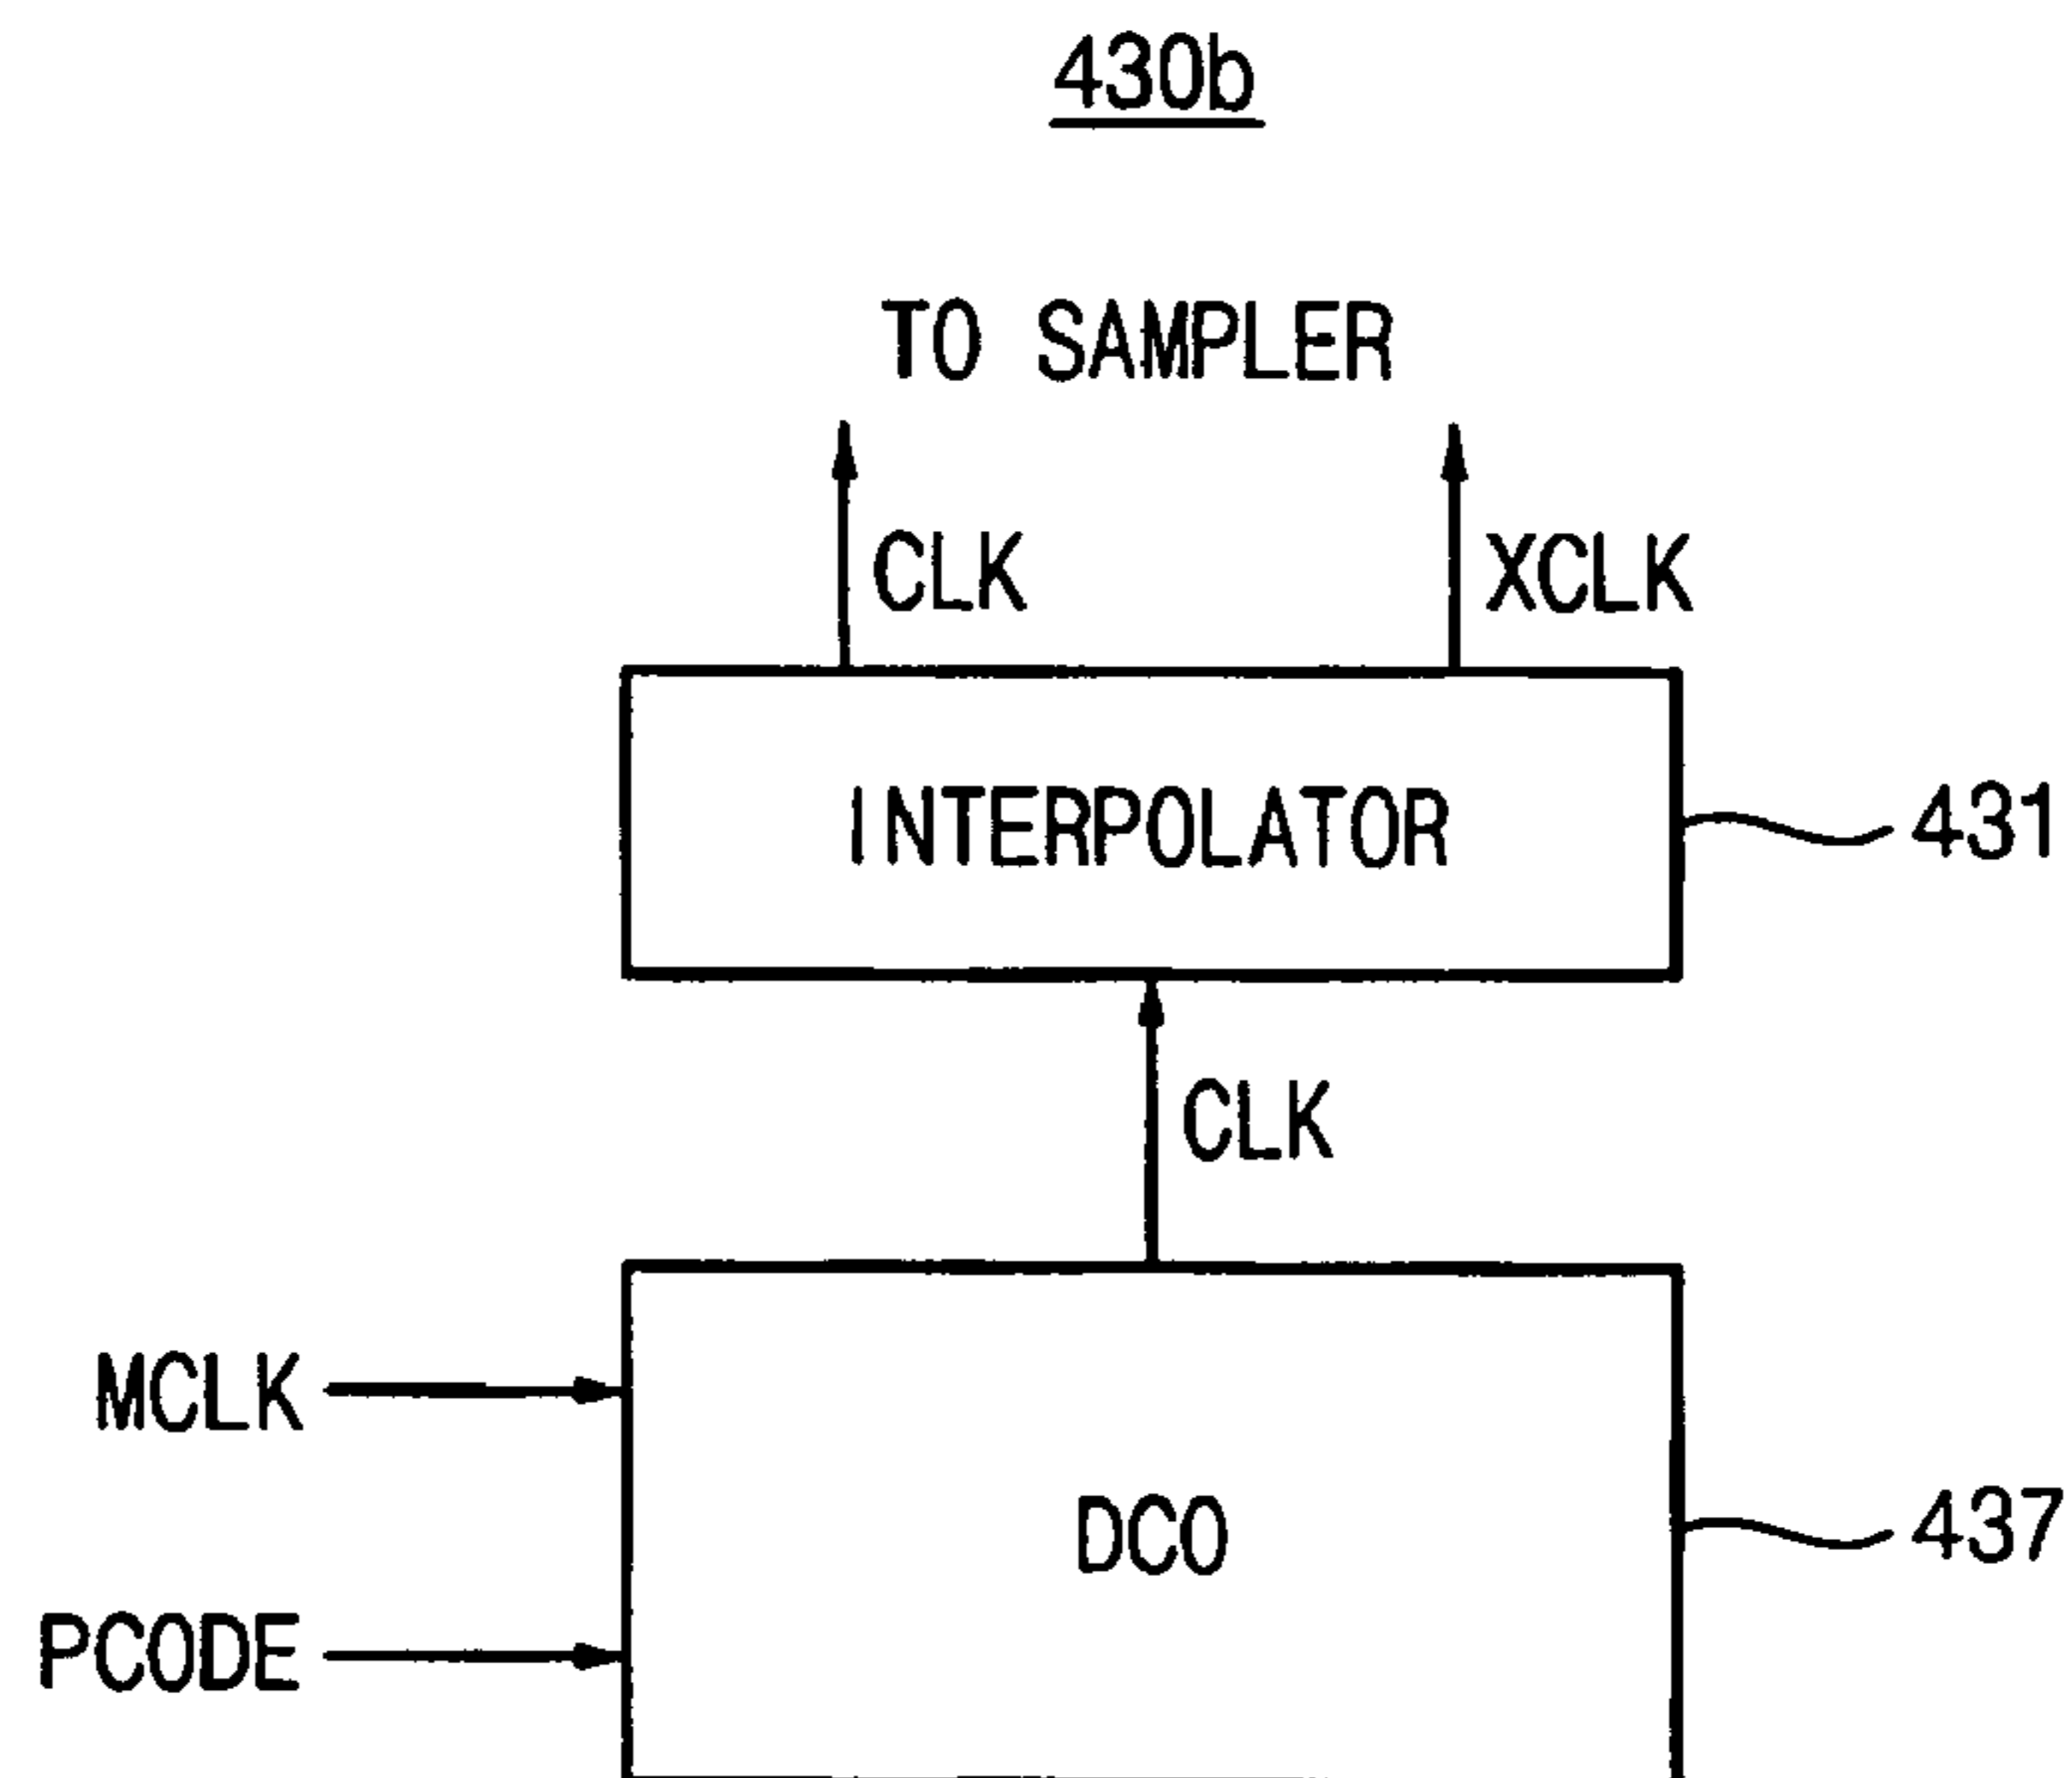 430b
TO SAMPLER
CLK
XCLK
INTERPOLATOR
431
CLK
MCLK
DCO
437
PCODE